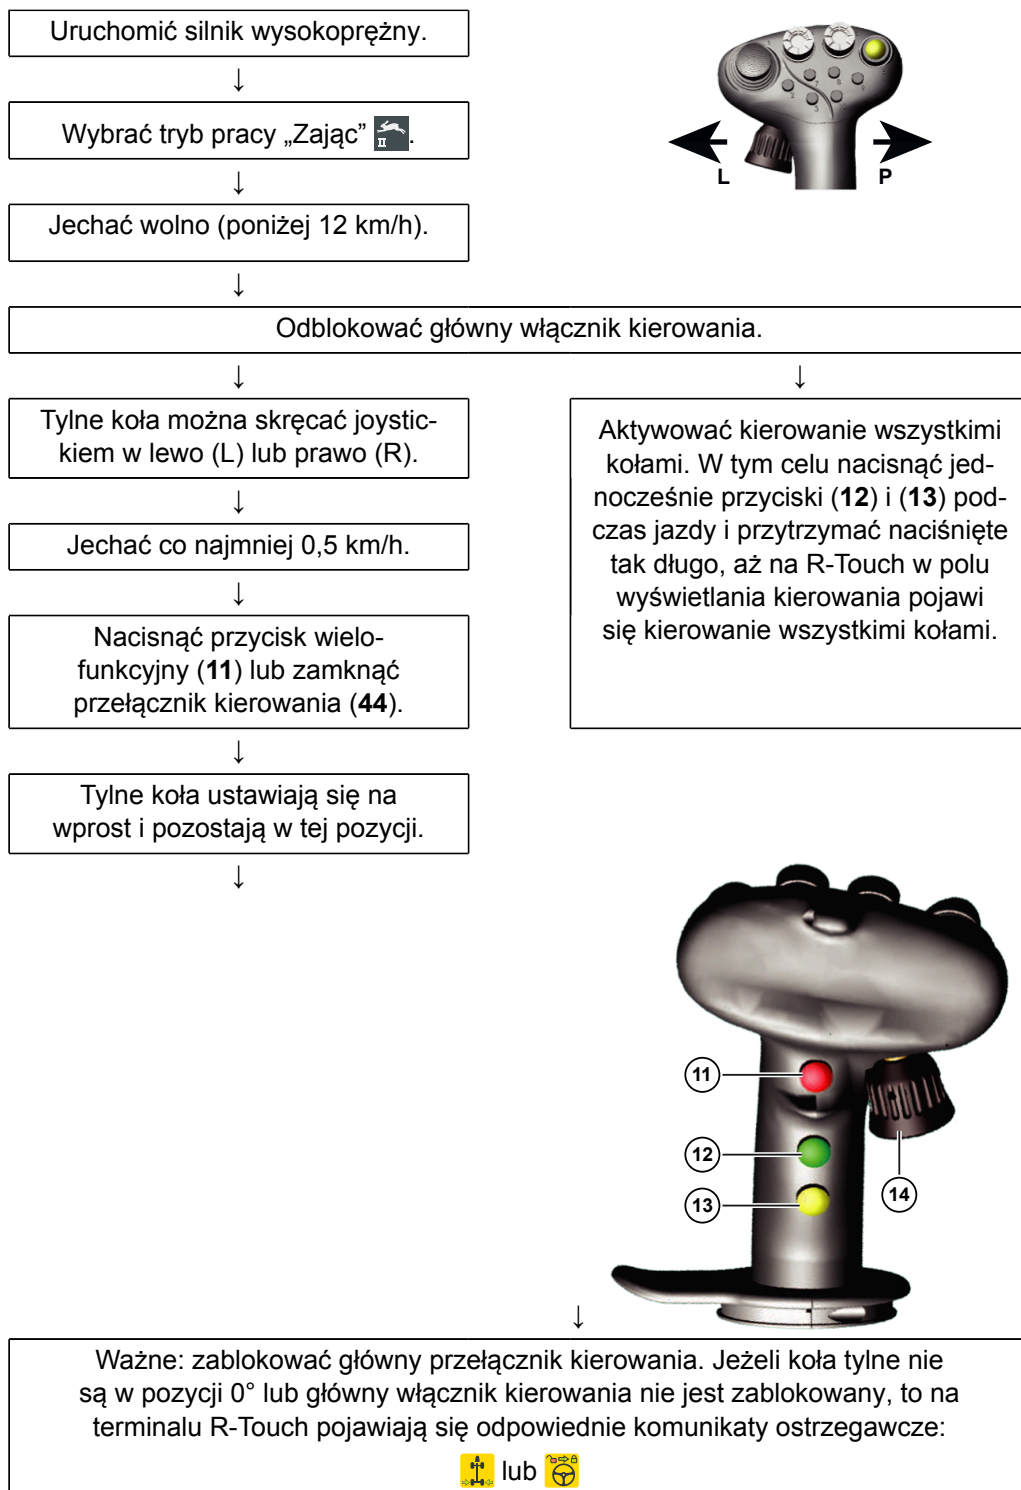 Uruchomić silnik wysokoprężny.
↓
Wybrać tryb pracy „Zając” II.
↓
Jechać wolno (poniżej 12 km/h).
L P
↓
Odblokować główny włącznik kierowania.
↓ ↓
Tylne koła można skręcać joystic-
kiem w lewo (L) lub prawo (R).
↓
Jechać co najmniej 0,5 km/h.
↓
Nacisnąć przycisk wielo-
funkcyjny (11) lub zamknąć
przełącznik kierowania (44).
↓
Tylne koła ustawiają się na
wprost i pozostają w tej pozycji.
↓
Aktywować kierowanie wszystkimi
kołami. W tym celu nacisnąć jed-
nocześnie przyciski (12) i (13) pod-
czas jazdy i przytrzymać naciśnięte
tak długo, aż na R-Touch w polu
wyświetlania kierowania pojawi
się kierowanie wszystkimi kołami.
11
12
13
14
↓
Ważne: zablokować główny przełącznik kierowania. Jeżeli koła tylne nie
są w pozycji 0° lub główny włącznik kierowania nie jest zablokowany, to na
terminalu R-Touch pojawiają się odpowiednie komunikaty ostrzegawcze:
lub